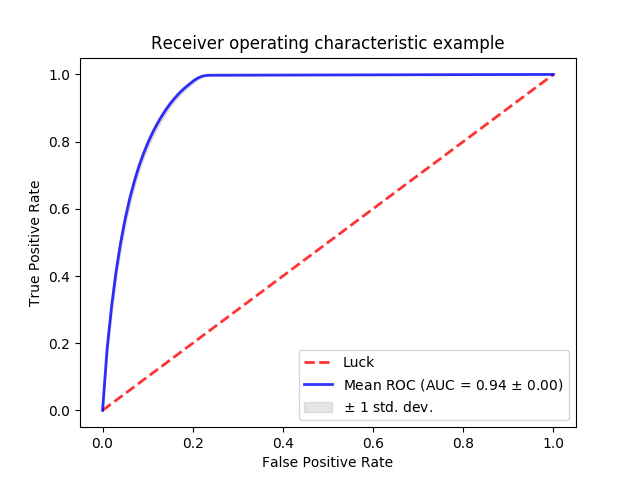 Receiver operating characteristic example
True Positive Rate
1.0
0.8
0.6
0.4
0.2
0.0
Luck
Mean ROC (AUC = 0.94 ± 0.00)
± 1 std. dev.
0.0 0.2 0.4 0.6 0.8 1.0
False Positive Rate